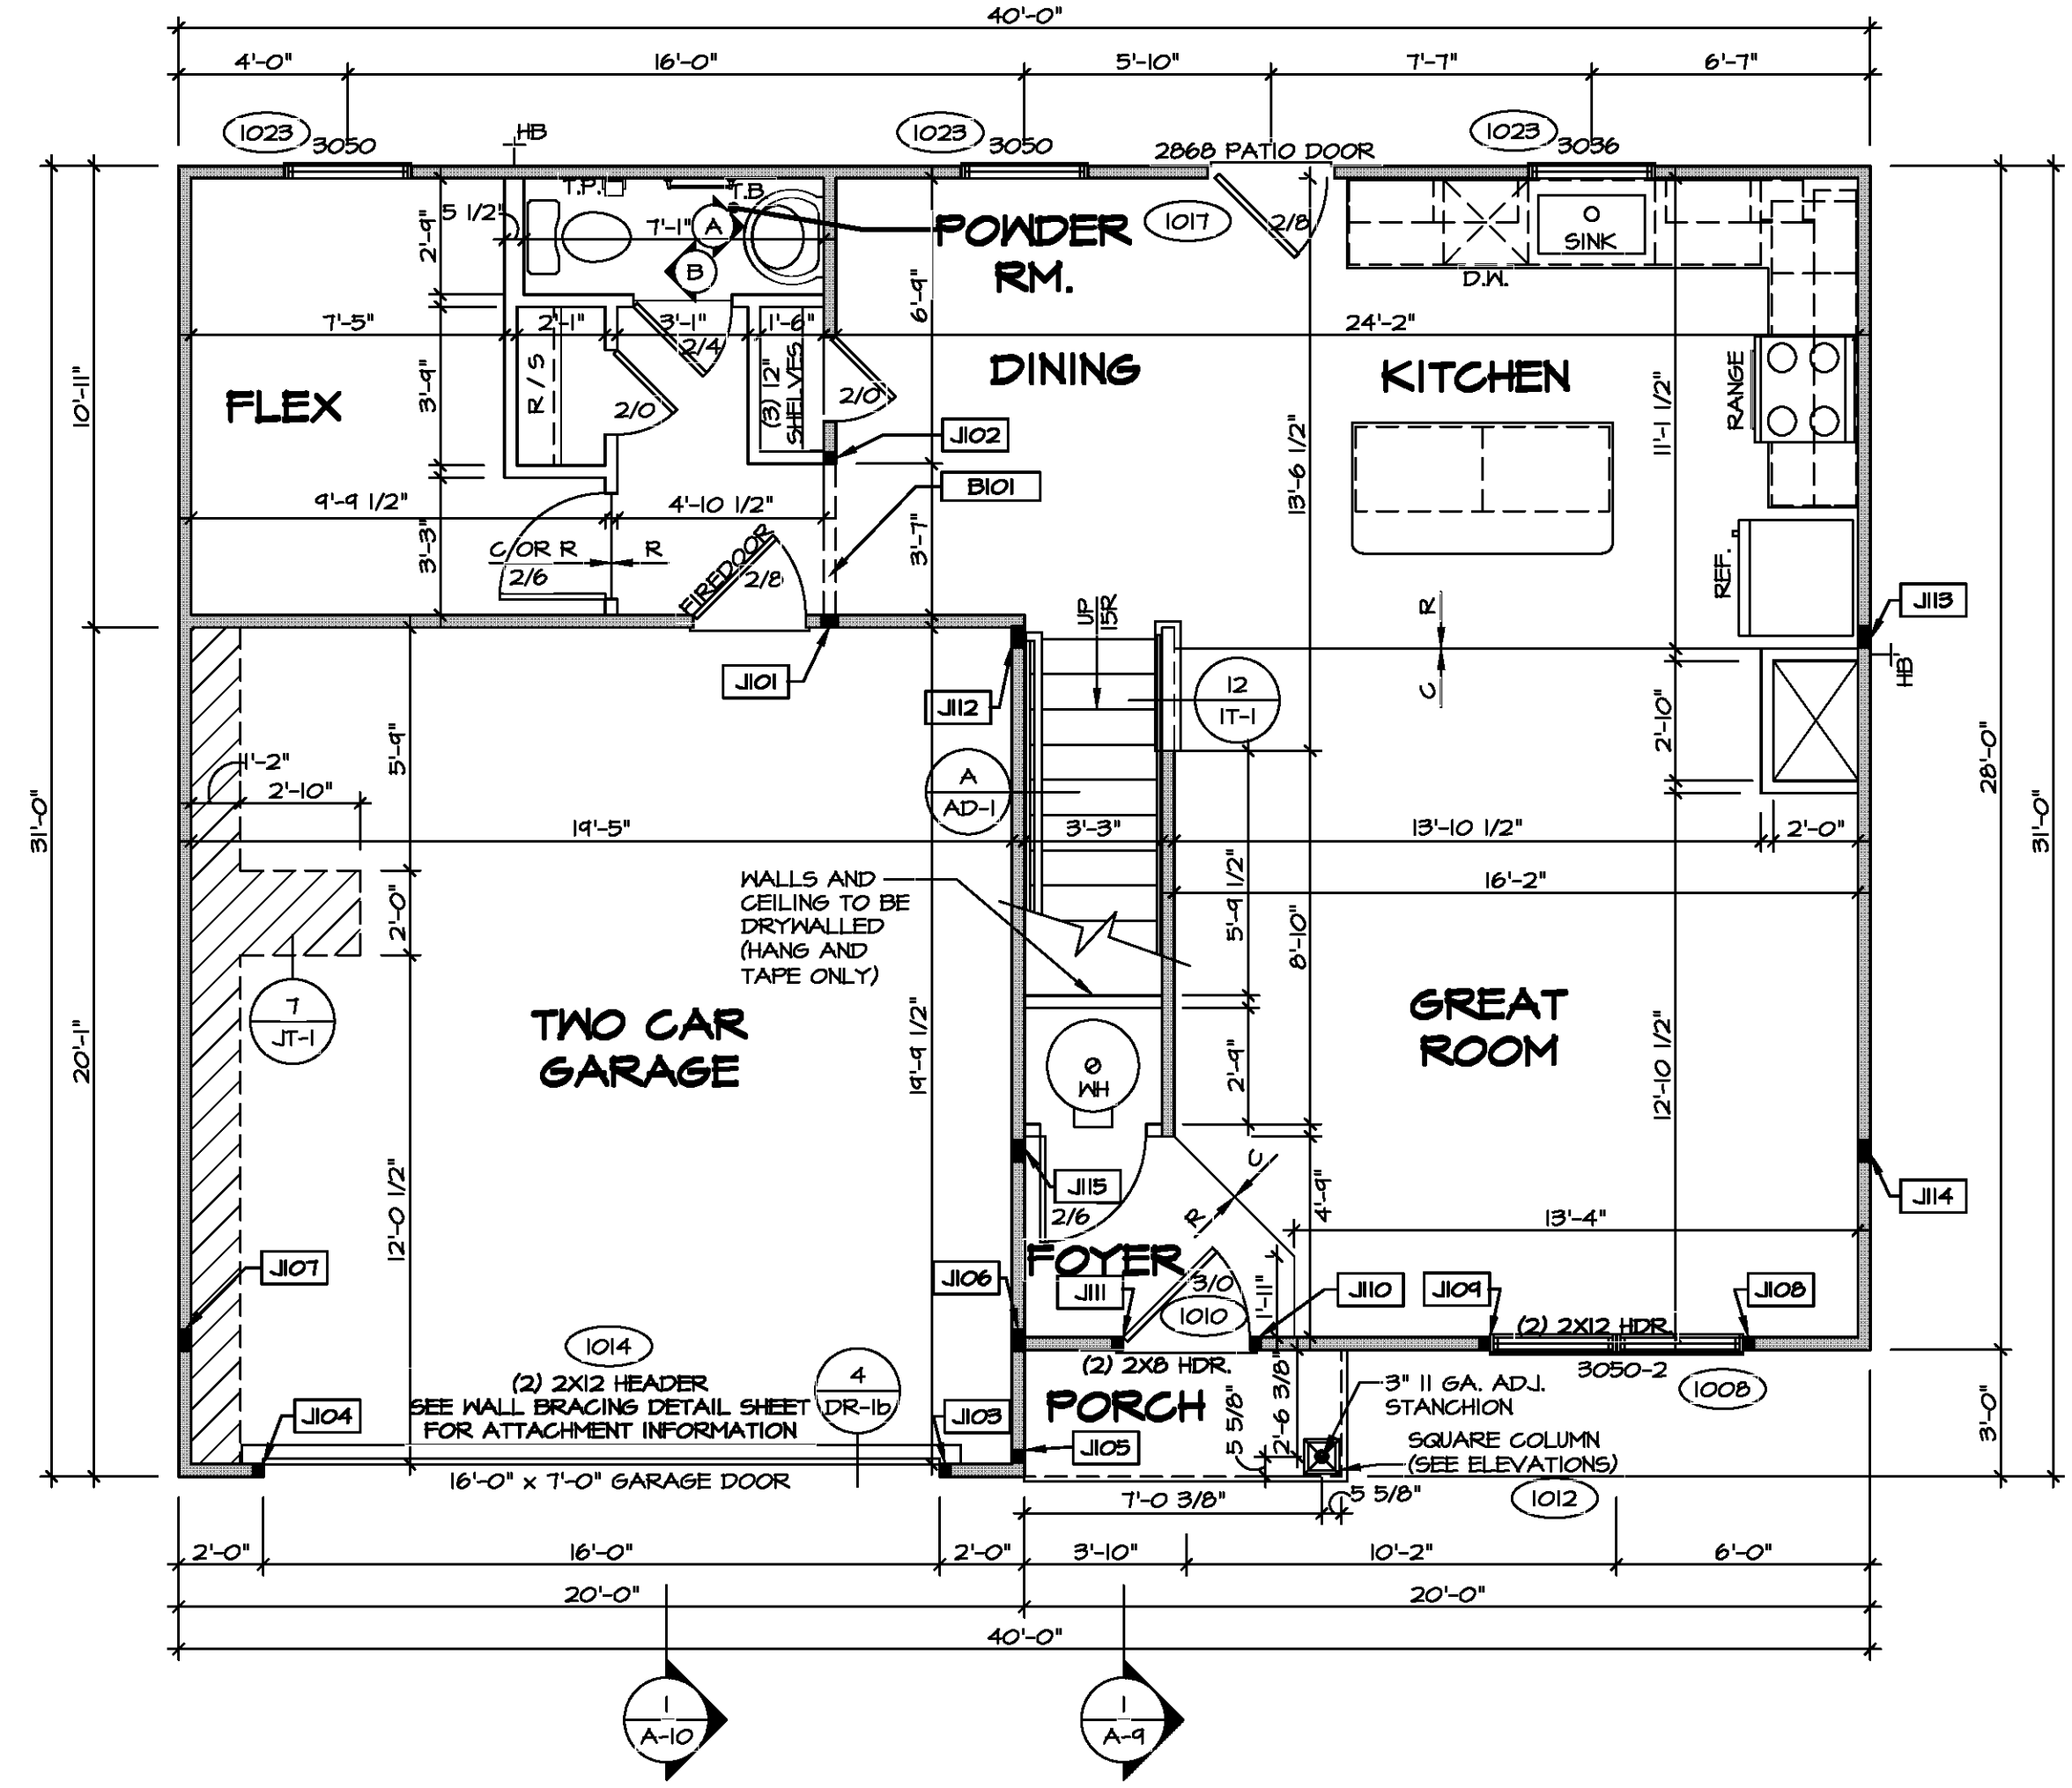 40'-0"
4'-0" 16'-0" 5'-10" 7'-7" 6'-7"
1023 3050 HB 1023 3050 2868 PATIO DOOR 1023 3036
T.P. T.B.
5 1/2" 2'-9" 7'-1" A POWDER 1017 2/8 SINK
B RM. D.W.
6'-9"
7'-5" 2'-1" 3'-1" 1'-6" 24'-2"
2/4
10'-11" FLEX 3'-9" R / S 2/0 (3) 12" SHELVES 2/0 DINING KITCHEN 11'-1 1/2" RANGE
J102
13'-6 1/2"
B101
9'-9 1/2" 4'-10 1/2"
3'-3" C OR R R FIREDOOR 3'-7" REF.
2/6 2/8
UP 15R R J113
J101 J112 12 C HB
IT-1
31'-0" 5'-9" 2'-10" 28'-0"
1'-2" A
2'-10" AD-1
19'-5" 3'-3" 13'-10 1/2" 2'-0" 31'-0"
WALLS AND 16'-2"
CEILING TO BE
DRYWALLED
(HANG AND
TAPE ONLY)
2'-0" 5'-9 1/2" 8'-10"
7
JT-1
TWO CAR GREAT
GARAGE ROOM
20'-1" 19'-9 1/2" WH 2'-9" 12'-10 1/2"
12'-0 1/2" J115 C J114
2/6 R 4'-9" 13'-4"
J107 FOYER
J106 J111 3/0 1'-11" J110 J109 J108
1010
1014 (2) 2X12 HDR.
(2) 2X8 HDR. 3050-2 1008
(2) 2X12 HEADER 4
SEE WALL BRACING DETAIL SHEET DR-1b
FOR ATTACHMENT INFORMATION
J104 J103 PORCH 5 5/8" 2'-6 3/8" 3" 11 GA. ADJ.
STANCHION 3'-0"
J105 SQUARE COLUMN
(SEE ELEVATIONS)
16'-0" x 7'-0" GARAGE DOOR 7'-0 3/8" 5 5/8" 1012
2'-0" 16'-0" 2'-0" 3'-10" 10'-2" 6'-0"
20'-0" 20'-0"
40'-0"
1 1
A-10 A-9